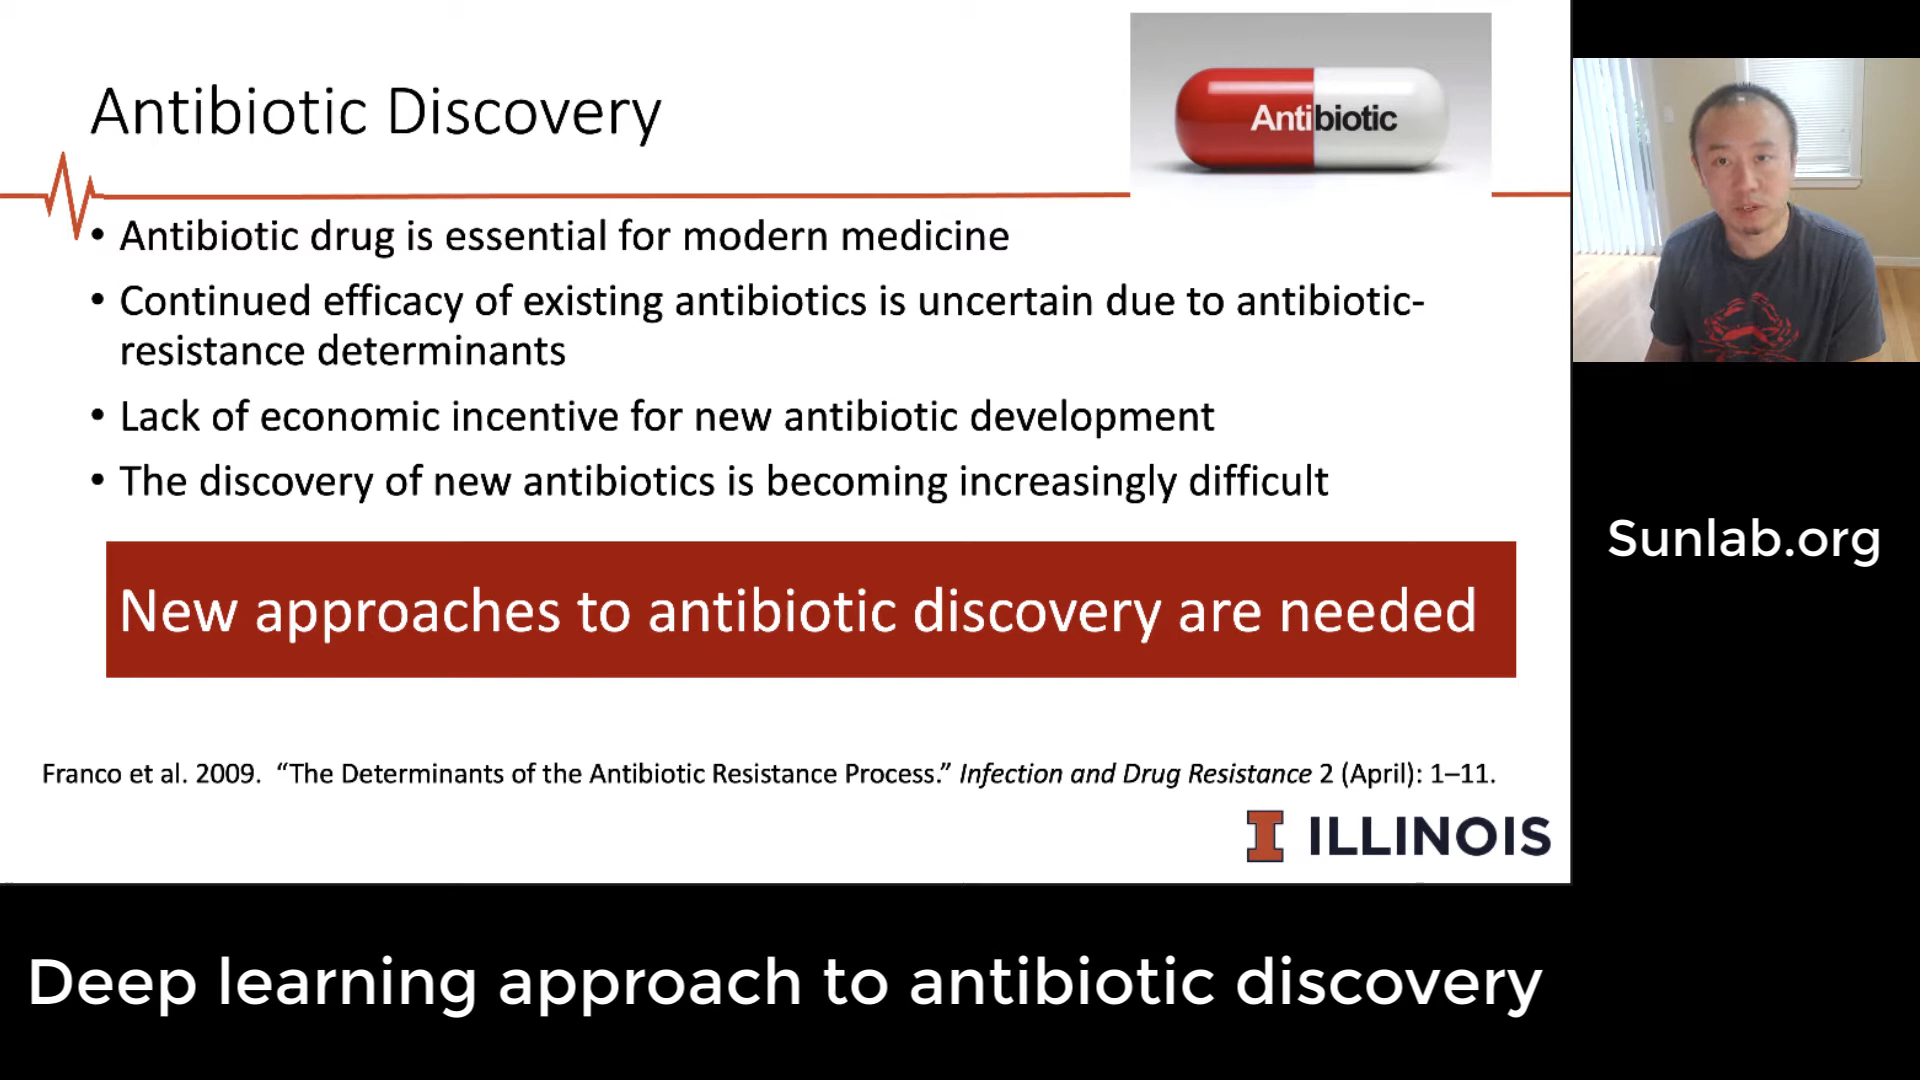 Antibiotic Discovery
Antibiotic
• Antibiotic drug is essential for modern medicine
• Continued efficacy of existing antibiotics is uncertain due to antibiotic-
resistance determinants
• Lack of economic incentive for new antibiotic development
• The discovery of new antibiotics is becoming increasingly difficult
New approaches to antibiotic discovery are needed
Franco et al. 2009. “The Determinants of the Antibiotic Resistance Process.” Infection and Drug Resistance 2 (April): 1–11.
I ILLINOIS
Sunlab.org
Deep learning approach to antibiotic discovery